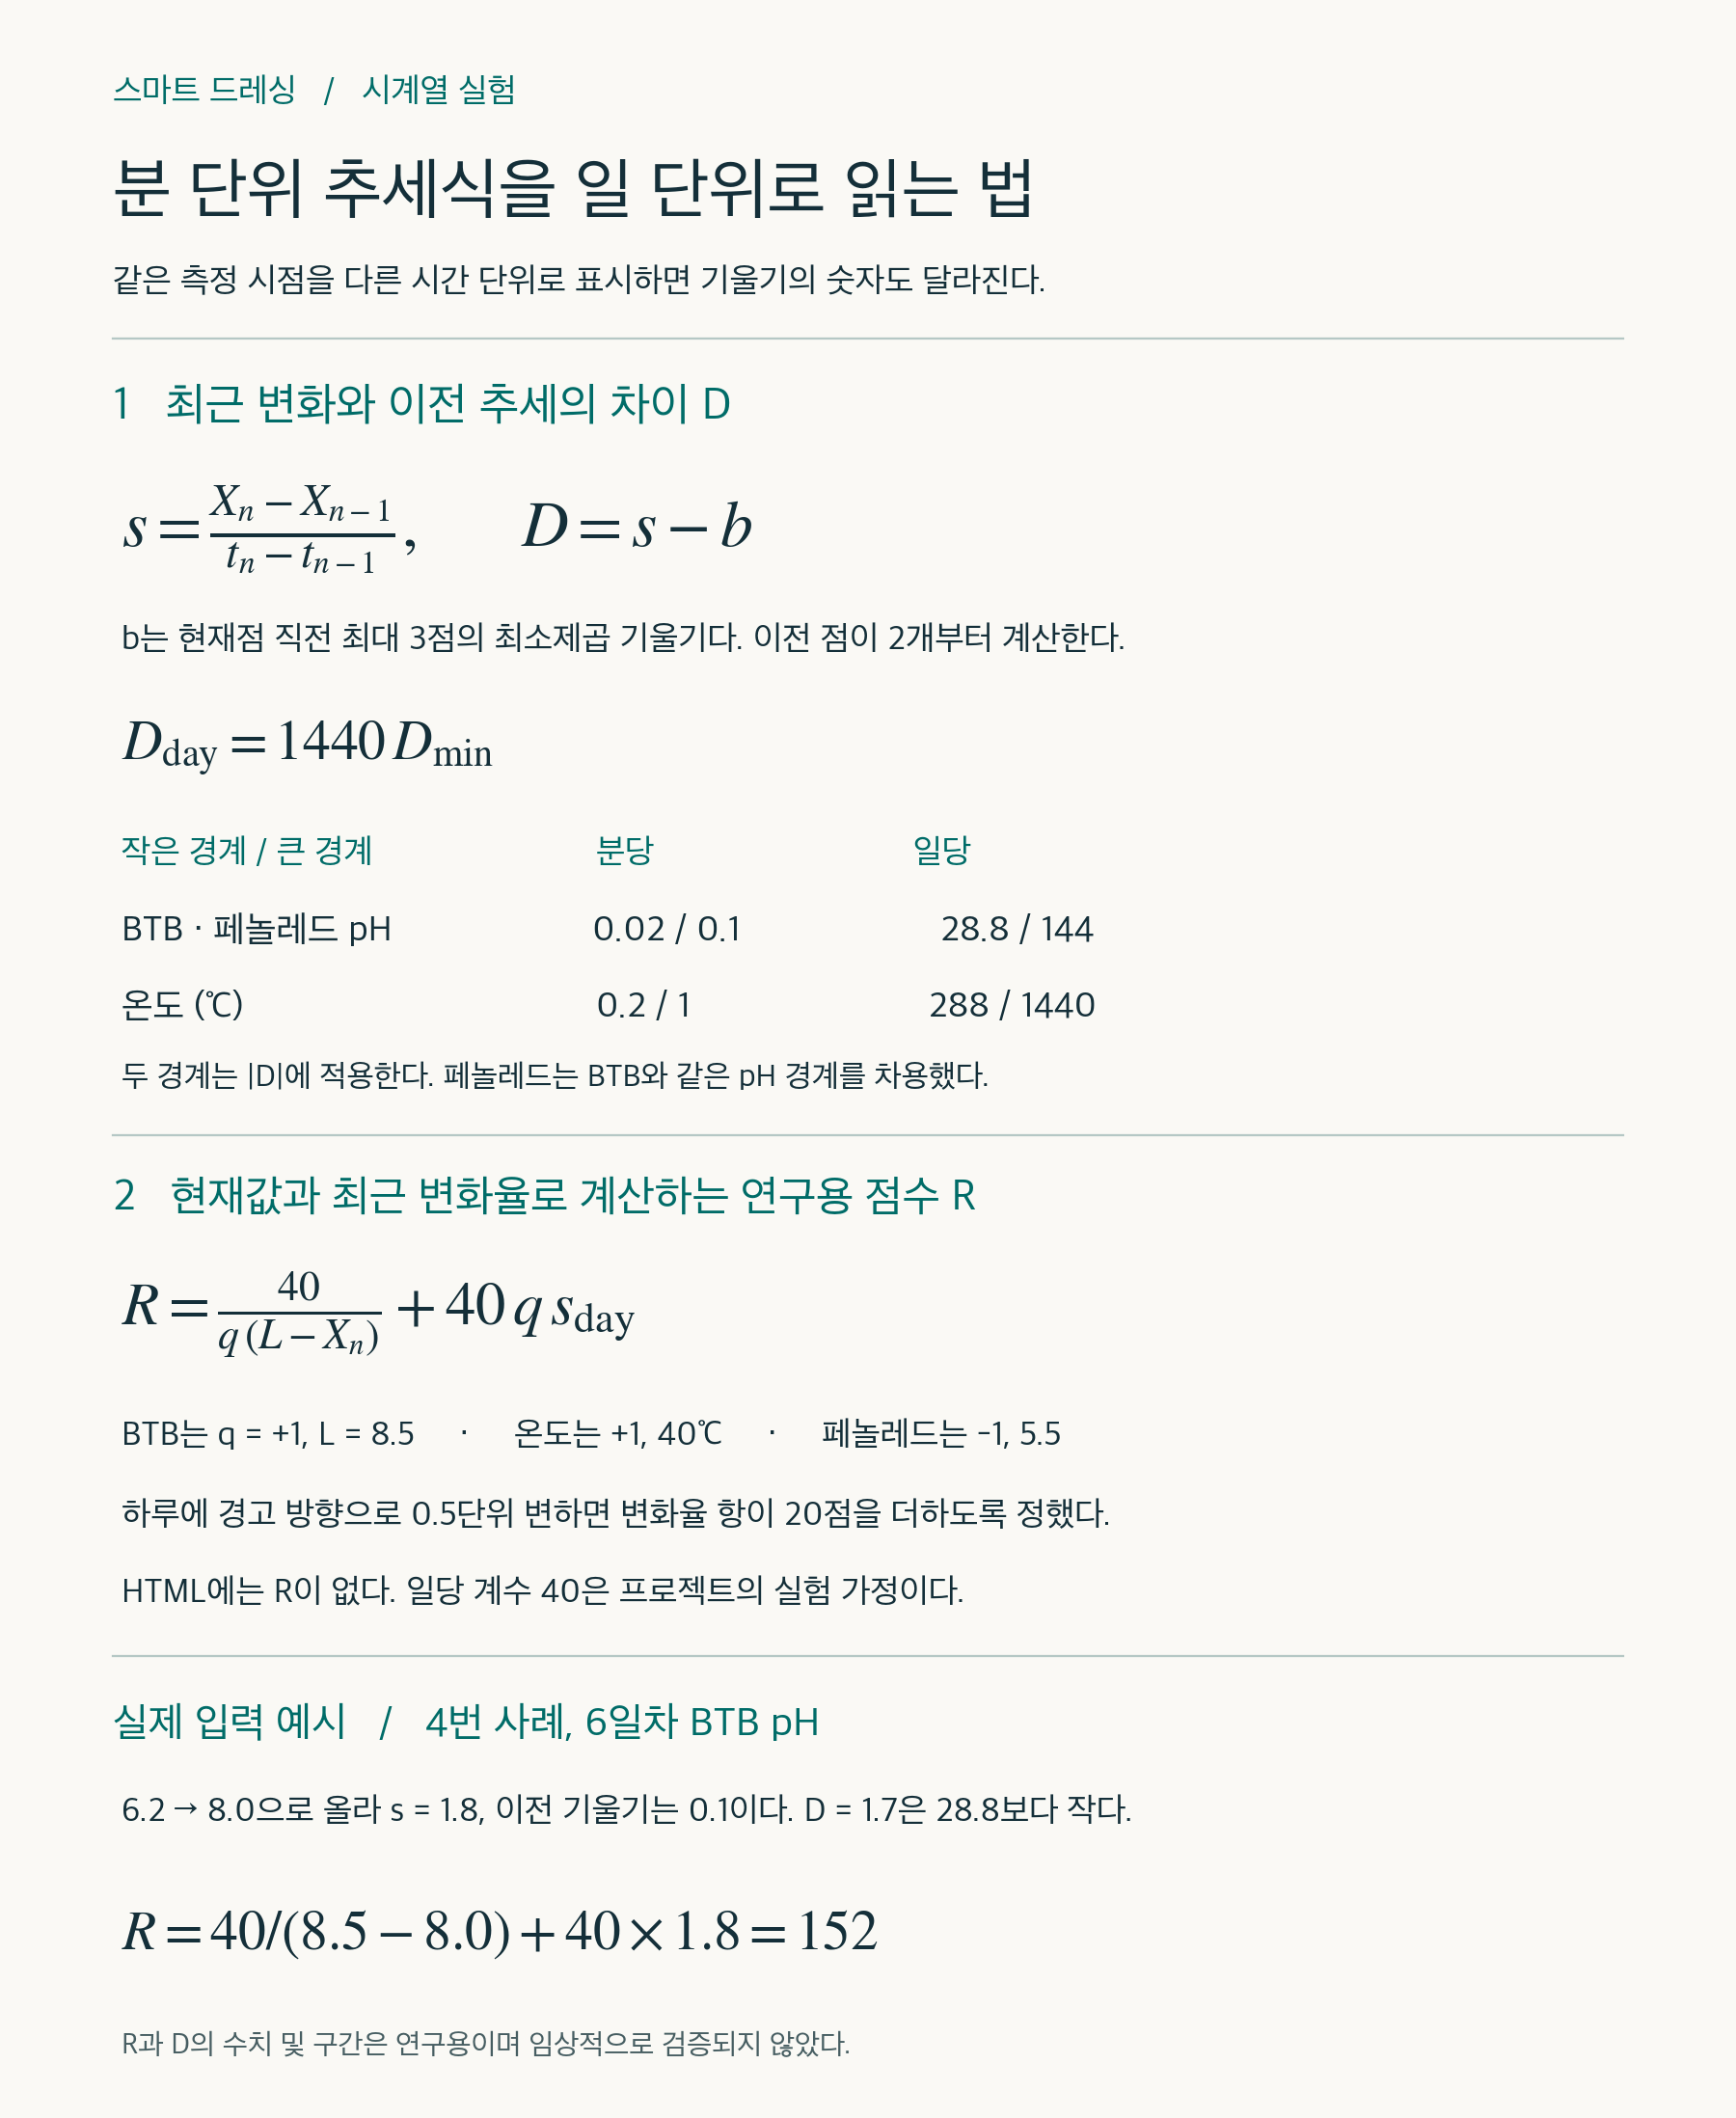 스마트 드레싱 / 시계열 실험
분 단위 추세식을 일 단위로 읽는 법
같은 측정 시점을 다른 시간 단위로 표시하면 기울기의 숫자도 달라진다.
1 최근 변화와 이전 추세의 차이 D
s = (Xₙ − Xₙ₋₁)/(tₙ − tₙ₋₁), D = s − b
b는 현재점 직전 최대 3점의 최소제곱 기울기다. 이전 점이 2개부터 계산한다.
D_day = 1440 D_min
작은 경계 / 큰 경계 분당 일당
BTB · 페놀레드 pH 0.02 / 0.1 28.8 / 144
온도 (℃) 0.2 / 1 288 / 1440
두 경계는 |D|에 적용한다. 페놀레드는 BTB와 같은 pH 경계를 차용했다.
2 현재값과 최근 변화율로 계산하는 연구용 점수 R
R = 40/(q (L − Xₙ)) + 40 q s_day
BTB는 q = +1, L = 8.5 · 온도는 +1, 40℃ · 페놀레드는 −1, 5.5
하루에 경고 방향으로 0.5단위 변하면 변화율 항이 20점을 더하도록 정했다.
HTML에는 R이 없다. 일당 계수 40은 프로젝트의 실험 가정이다.
실제 입력 예시 / 4번 사례, 6일차 BTB pH
6.2 → 8.0으로 올라 s = 1.8, 이전 기울기는 0.1이다. D = 1.7은 28.8보다 작다.
R = 40/(8.5 − 8.0) + 40 × 1.8 = 152
R과 D의 수치 및 구간은 연구용이며 임상적으로 검증되지 않았다.